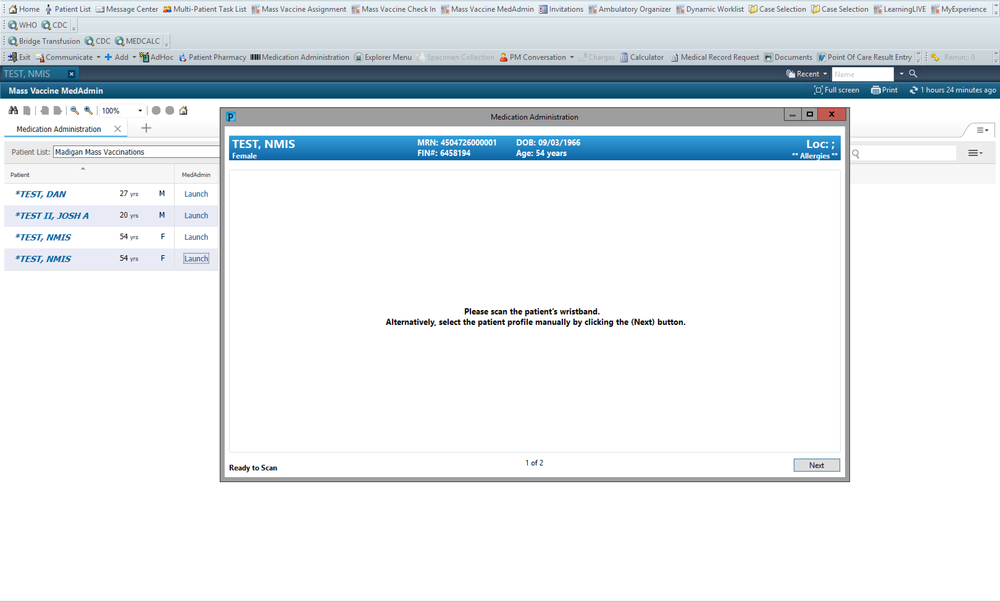 Home Patient List Message Center Multi-Patient Task List Mass Vaccine Assignment Mass Vaccine Check In Mass Vaccine MedAdmin Invitations Ambulatory Organizer Dynamic Worklist Case Selection Case Selection LearningLIVE MyExperience
WHO CDC
Bridge Transfusion CDC MEDCALC
Exit Communicate Add AdHoc Patient Pharmacy Medication Administration Explorer Menu Specimen Collection PM Conversation Charges Calculator Medical Record Request Documents Point Of Care Result Entry Remin;: 0
TEST, NMIS Recent Name
Mass Vaccine MedAdmin Full screen Print 1 hours 24 minutes ago
100%
Medication Administration
Patient List: Madigan Mass Vaccinations
Patient MedAdmin
*TEST, DAN 27 yrs M Launch
*TEST II, JOSH A 20 yrs M Launch
*TEST, NMIS 54 yrs F Launch
*TEST, NMIS 54 yrs F Launch
P Medication Administration
TEST, NMIS MRN: 4504726000001 DOB: 09/03/1966 Loc: ;
Female FIN#: 6458194 Age: 54 years ** Allergies **
Please scan the patient's wristband.
Alternatively, select the patient profile manually by clicking the (Next) button.
1 of 2
Ready to Scan Next